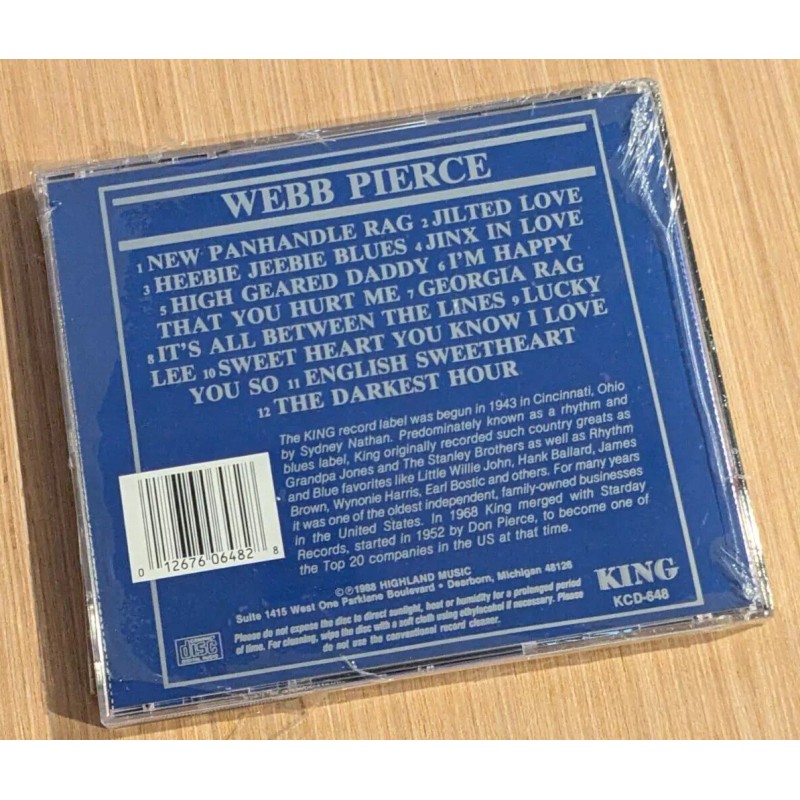 WEBB PIERCE
1 NEW PANHANDLE RAG 2 JILTED LOVE
3 HEEBIE JEEBIE BLUES 4 JINX IN LOVE
5 HIGH GEARED DADDY 6 I'M HAPPY
THAT YOU HURT ME 7 GEORGIA RAG
8 IT'S ALL BETWEEN THE LINES 9 LUCKY
LEE 10 SWEET HEART YOU KNOW I LOVE
YOU SO 11 ENGLISH SWEETHEART
12 THE DARKEST HOUR
The KING record label was begun in 1943 in Cincinnati, Ohio
by Sydney Nathan. Predominately known as a rhythm and
blues label, King originally recorded such country greats as
Grandpa Jones and The Stanley Brothers as well as Rhythm
and Blue favorites like Little Willie John, Hank Ballard, James
Brown, Wynonie Harris, Earl Bostic and others. For many years
it was one of the oldest independent, family-owned businesses
in the United States. In 1968 King merged with Starday
Records, started in 1952 by Don Pierce, to become one of
the Top 20 companies in the US at that time.
0 12676 06482 8
©℗1988 HIGHLAND MUSIC
Suite 1415 West One Parklane Boulevard • Dearborn, Michigan 48126
Please do not expose the disc to direct sunlight, heat or humidity for a prolonged period
of time. For cleaning, wipe the disc with a soft cloth using ethylocohol if necessary. Please
do not use the conventional record cleaner.
KING
KCD-648
COMPACT
disc
DIGITAL AUDIO